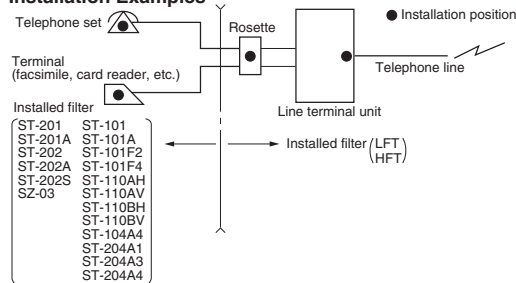 Installation Examples
Telephone set
Rosette
● Installation position
Terminal
(facsimile, card reader, etc.)
Telephone line
Line terminal unit
Installed filter
ST-201 ST-101
ST-201A ST-101A
ST-202 ST-101F2
ST-202A ST-101F4
ST-202S ST-110AH
SZ-03 ST-110AV
ST-110BH
ST-110BV
ST-104A4
ST-204A1
ST-204A3
ST-204A4
Installed filter (LFT
HFT)